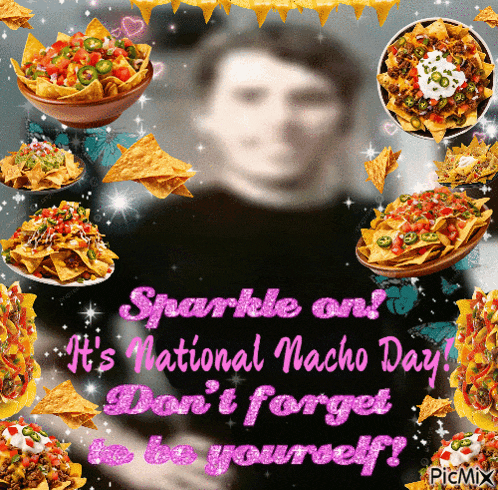 Sparkle on!
It's National Nacho Day!
Don't forget
to be yourself!
PicMix